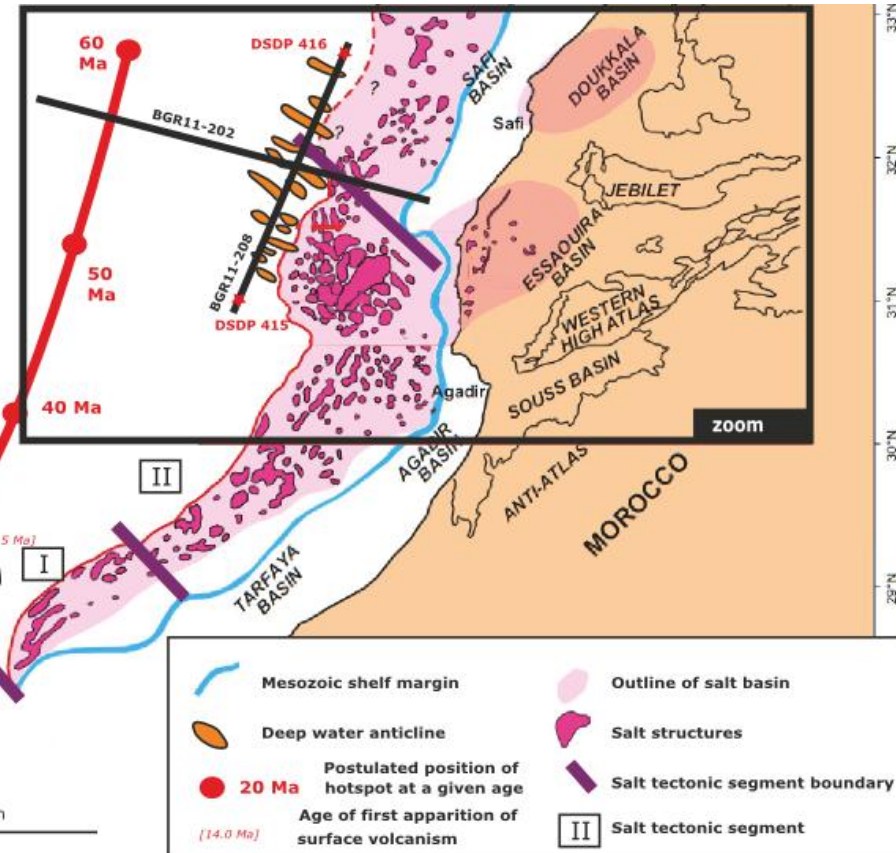 60
Ma
DSDP 416
SAFI
BASIN
DOUKKALA
BASIN
33°N
BGR11-202
?
?
Safi
32°N
JEBILET
50
Ma
BGR11-208
ESSAOUIRA
BASIN
31°N
DSDP 415
WESTERN
HIGH ATLAS
SOUSS BASIN
40 Ma
Agadir
zoom
AGADIR
BASIN
30°N
II
ANTI-ATLAS
MOROCCO
5 Ma]
I
TARFAYA
BASIN
29°N
Mesozoic shelf margin
Outline of salt basin
Deep water anticline
Salt structures
20 Ma
Postulated position of
hotspot at a given age
Salt tectonic segment boundary
[14.0 Ma]
Age of first apparition of
surface volcanism
II
Salt tectonic segment